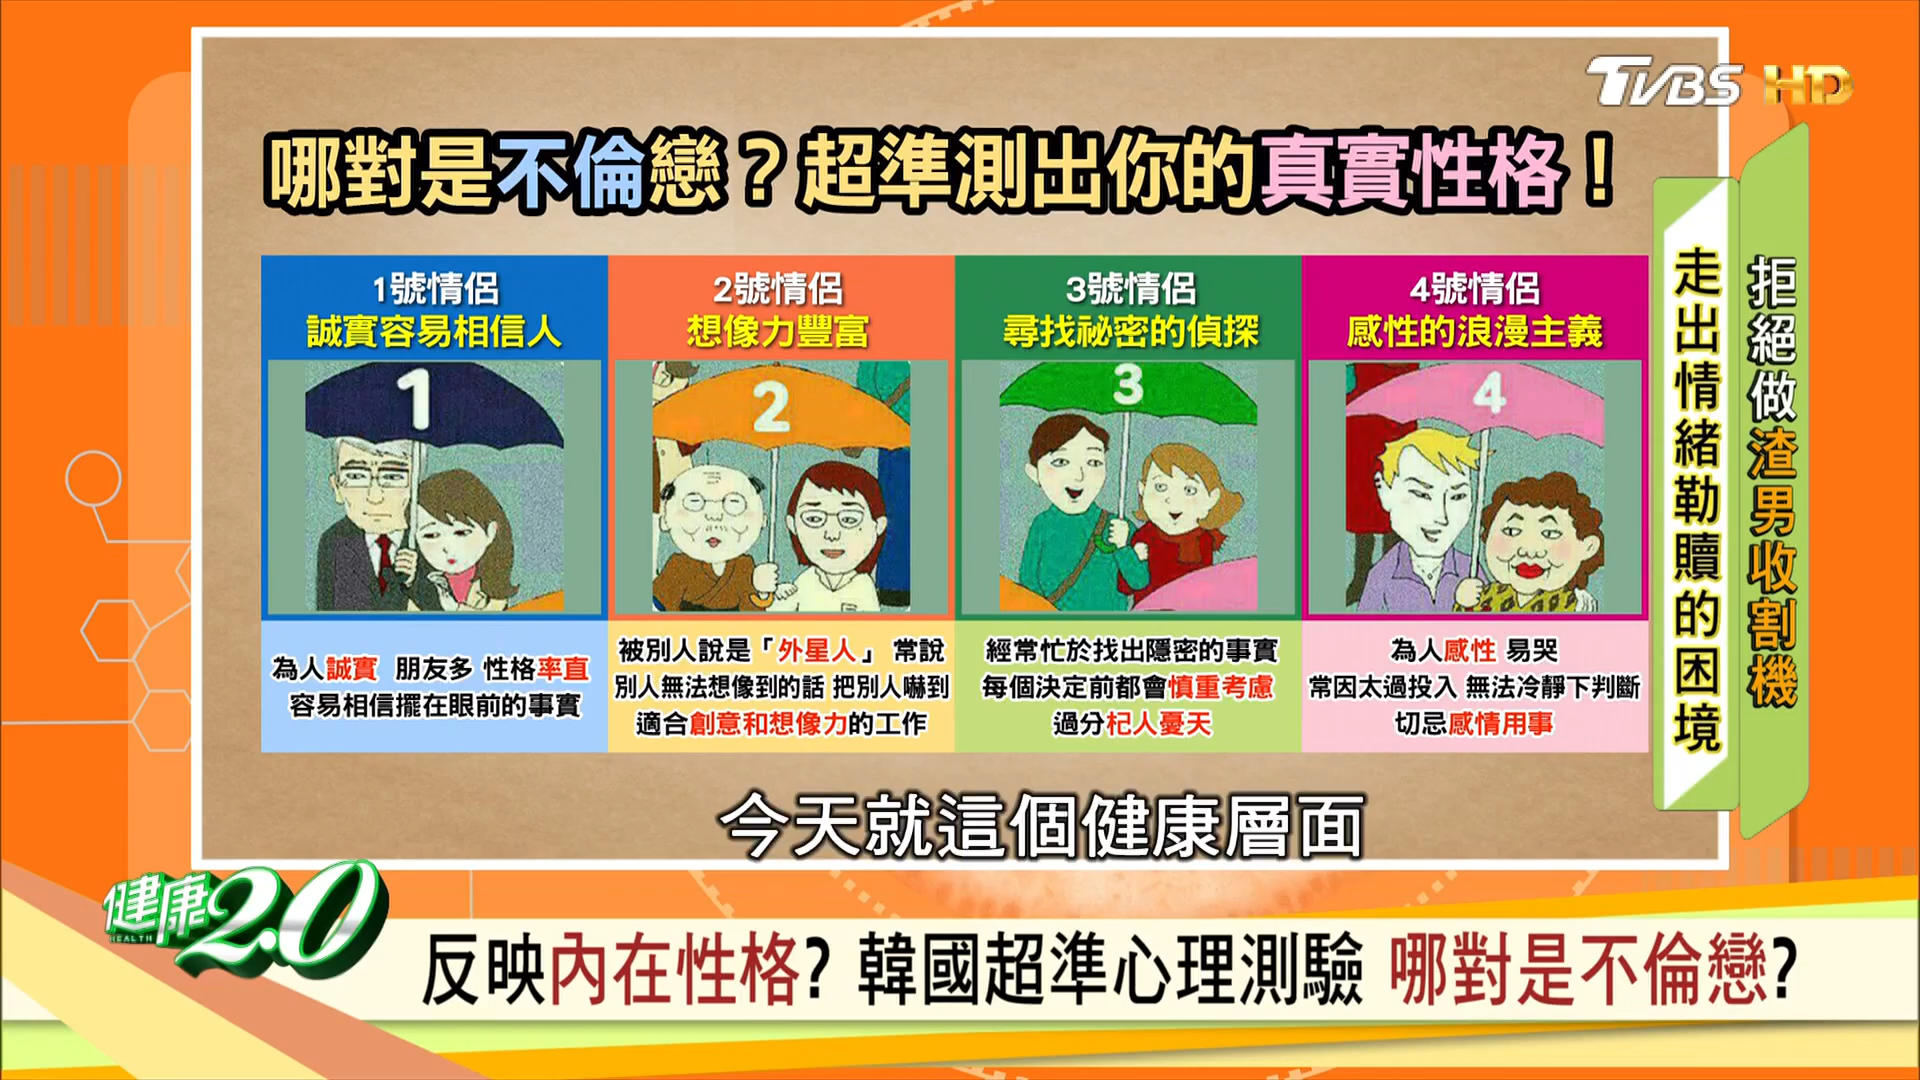 TVBS HD
哪對是不倫戀？超準測出你的真實性格！
1號情侶
誠實容易相信人
1
為人誠實 朋友多 性格率直
容易相信擺在眼前的事實
2號情侶
想像力豐富
2
被別人說是「外星人」 常說
別人無法想像到的話 把別人嚇到
適合創意和想像力的工作
3號情侶
尋找祕密的偵探
3
經常忙於找出隱密的事實
每個決定前都會慎重考慮
過分杞人憂天
4號情侶
感性的浪漫主義
4
為人感性 易哭
常因太過投入 無法冷靜下判斷
切忌感情用事
拒絕做渣男收割機
走出情緒勒贖的困境
今天就這個健康層面
健康2.0
HEALTH
反映內在性格? 韓國超準心理測驗 哪對是不倫戀?